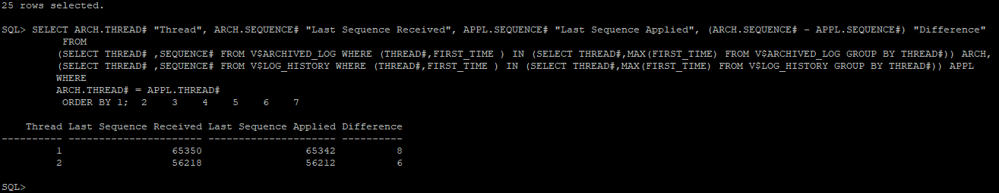 25 rows selected.
SQL> SELECT ARCH.THREAD# "Thread", ARCH.SEQUENCE# "Last Sequence Received", APPL.SEQUENCE# "Last Sequence Applied", (ARCH.SEQUENCE# - APPL.SEQUENCE#) "Difference"
FROM
(SELECT THREAD# ,SEQUENCE# FROM V$ARCHIVED_LOG WHERE (THREAD#,FIRST_TIME ) IN (SELECT THREAD#,MAX(FIRST_TIME) FROM V$ARCHIVED_LOG GROUP BY THREAD#)) ARCH,
(SELECT THREAD# ,SEQUENCE# FROM V$LOG_HISTORY WHERE (THREAD#,FIRST_TIME ) IN (SELECT THREAD#,MAX(FIRST_TIME) FROM V$LOG_HISTORY GROUP BY THREAD#)) APPL
WHERE
ARCH.THREAD# = APPL.THREAD#
ORDER BY 1;  2    3    4    5    6    7
Thread Last Sequence Received Last Sequence Applied Difference
---------- ---------------------- --------------------- ----------
1 65350 65342 8
2 56218 56212 6
SQL>